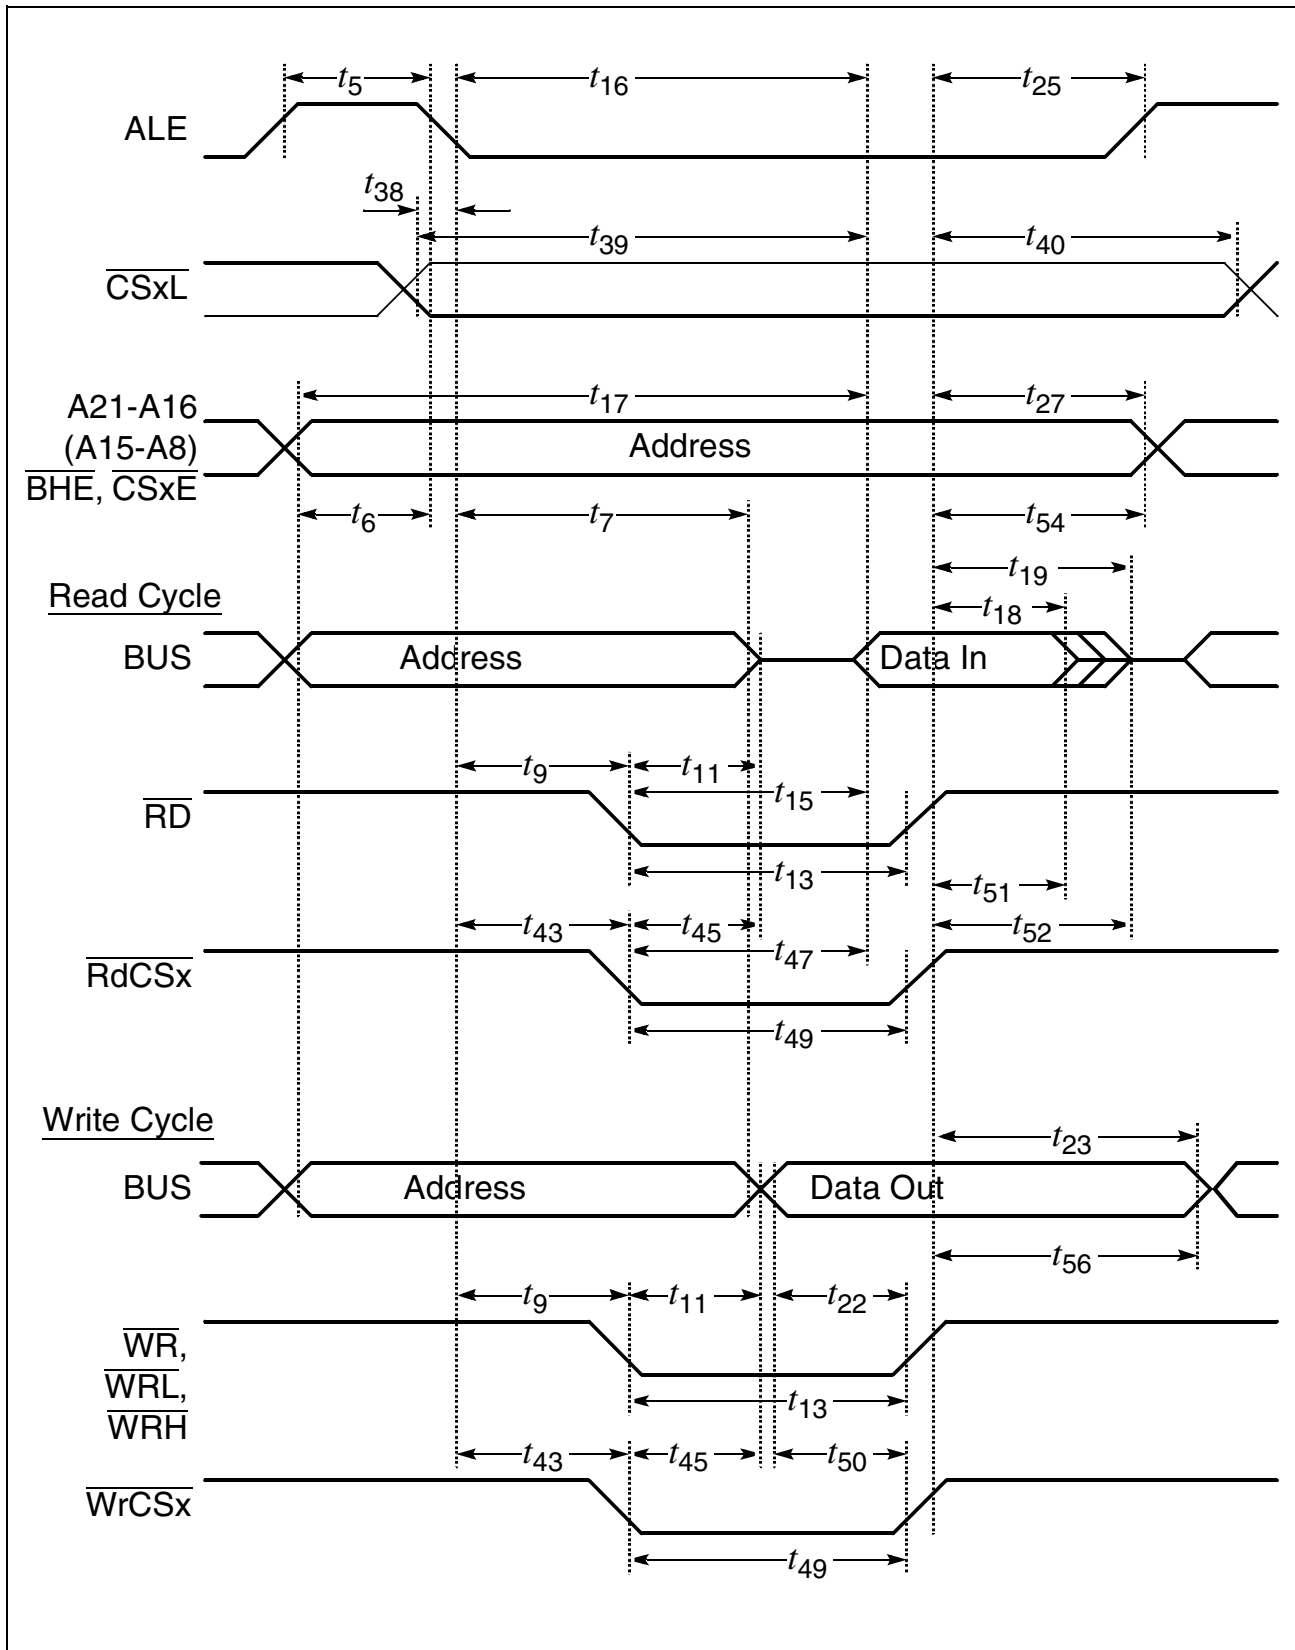 t5 t16 t25
ALE
t38
t39 t40
CSxL
t17 t27
A21-A16
(A15-A8) Address
BHE, CSxE
t6 t7 t54
t19
Read Cycle
t18
BUS Address Data In
t9 t11
t15
RD
t13
t51
t43 t45 t52
t47
RdCSx
t49
Write Cycle
t23
BUS Address Data Out
t56
t9 t11 t22
WR,
WRL,
t13
WRH
t43 t45 t50
WrCSx
t49